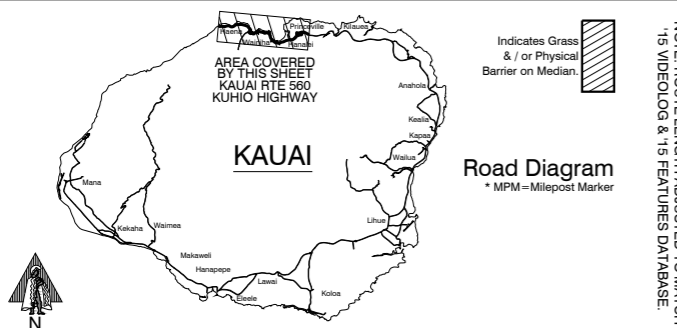 Princeville
Kilauea
Haena
Wainiha
Hanalei
AREA COVERED
BY THIS SHEET
KAUAI RTE 560
KUHIO HIGHWAY
Indicates Grass
& / or Physical
Barrier on Median.
Anahola
Kealia
Kapaa
KAUAI
Wailua
Road Diagram
* MPM=Milepost Marker
Mana
Lihue
Kekaha
Waimea
Makaweli
Hanapepe
Lawai
Eleele
Koloa
N
'15 VIDEOLOG & '15 FEATURES DATABASE.